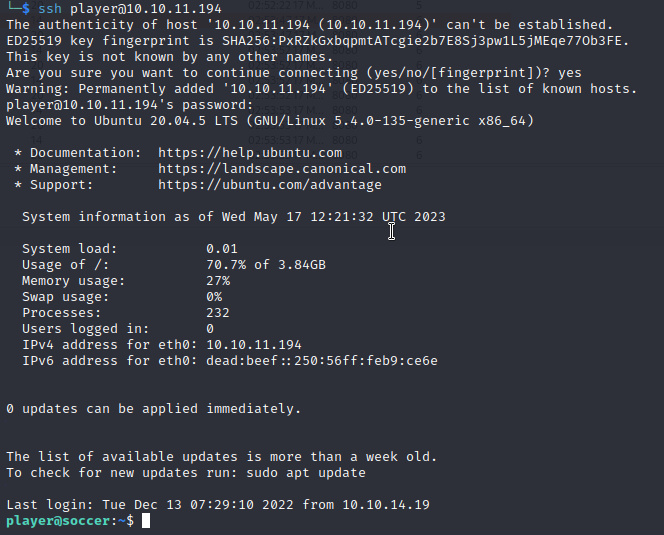 └─$ ssh player@10.10.11.194
The authenticity of host '10.10.11.194 (10.10.11.194)' can't be established.
ED25519 key fingerprint is SHA256:PxRZkGxbqpmtATcgie2b7E8Sj3pw1L5jMEqe77Ob3FE.
This key is not known by any other names.
Are you sure you want to continue connecting (yes/no/[fingerprint])? yes
Warning: Permanently added '10.10.11.194' (ED25519) to the list of known hosts.
player@10.10.11.194's password:
Welcome to Ubuntu 20.04.5 LTS (GNU/Linux 5.4.0-135-generic x86_64)
* Documentation:  https://help.ubuntu.com
* Management:     https://landscape.canonical.com
* Support:        https://ubuntu.com/advantage
System information as of Wed May 17 12:21:32 UTC 2023
System load:           0.01
Usage of /:            70.7% of 3.84GB
Memory usage:          27%
Swap usage:            0%
Processes:             232
Users logged in:       0
IPv4 address for eth0: 10.10.11.194
IPv6 address for eth0: dead:beef::250:56ff:feb9:ce6e
0 updates can be applied immediately.
The list of available updates is more than a week old.
To check for new updates run: sudo apt update
Last login: Tue Dec 13 07:29:10 2022 from 10.10.14.19
player@soccer:~$